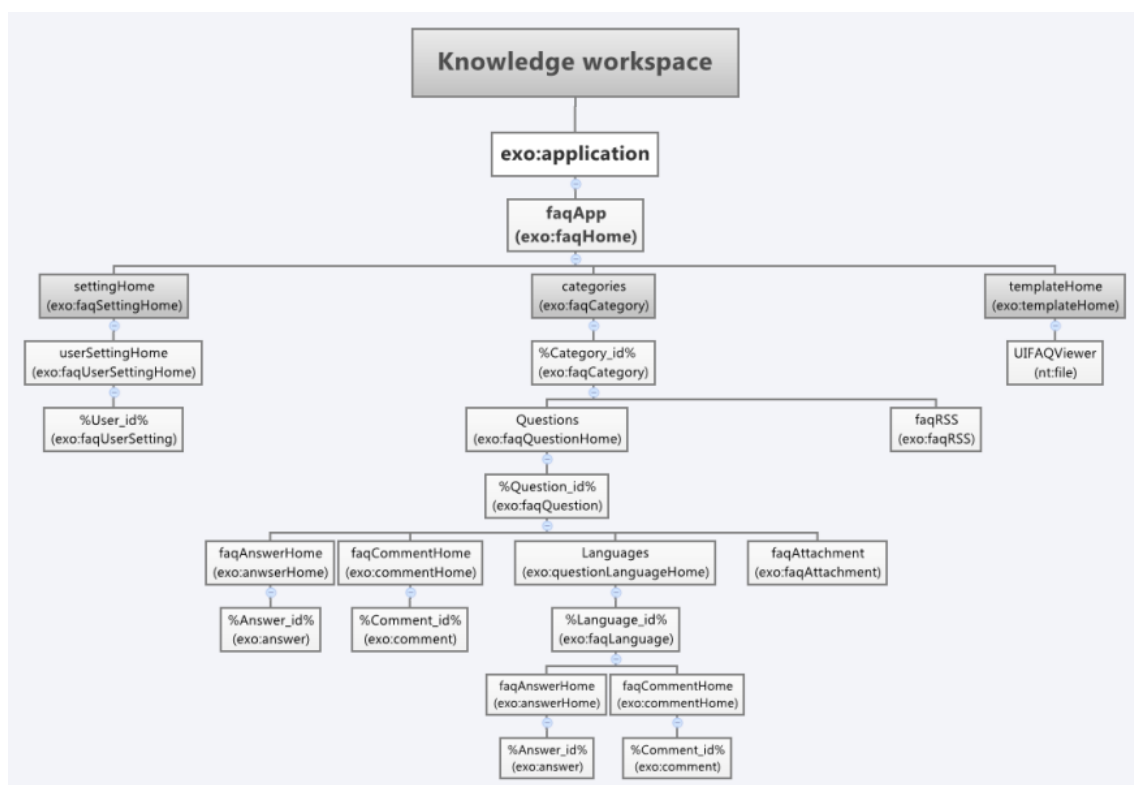 Knowledge workspace
exo:application
faqApp
(exo:faqHome)
settingHome
(exo:faqSettingHome)
categories
(exo:faqCategory)
templateHome
(exo:templateHome)
userSettingHome
(exo:faqUserSettingHome)
%Category_id%
(exo:faqCategory)
UIFAQViewer
(nt:file)
%User_id%
(exo:faqUserSetting)
Questions
(exo:faqQuestionHome)
faqRSS
(exo:faqRSS)
%Question_id%
(exo:faqQuestion)
faqAnswerHome
(exo:anwserHome)
faqCommentHome
(exo:commentHome)
Languages
(exo:questionLanguageHome)
faqAttachment
(exo:faqAttachment)
%Answer_id%
(exo:answer)
%Comment_id%
(exo:comment)
%Language_id%
(exo:faqLanguage)
faqAnswerHome
(exo:answerHome)
faqCommentHome
(exo:commentHome)
%Answer_id%
(exo:answer)
%Comment_id%
(exo:comment)